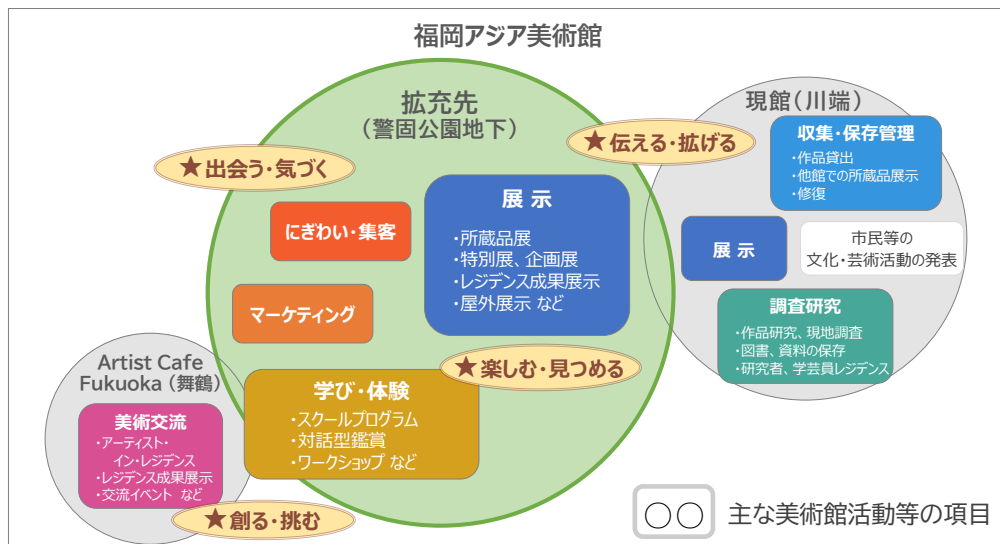 福岡アジア美術館
拡充先
（警固公園地下）
★出会う・気づく
★伝える・拡げる
にぎわい・集客
マーケティング
展 示
・所蔵品展
・特別展、企画展
・レジデンス成果展示
・屋外展示 など
★楽しむ・見つめる
学び・体験
・スクールプログラム
・対話型鑑賞
・ワークショップ など
現館（川端）
収集・保存管理
・作品貸出
・他館での所蔵品展示
・修復
展 示
市民等の
文化・芸術活動の発表
調査研究
・作品研究、現地調査
・図書、資料の保存
・研究者、学芸員レジデンス
Artist Cafe
Fukuoka（舞鶴）
美術交流
・アーティスト・
イン・レジデンス
・レジデンス成果展示
・交流イベント など
★創る・挑む
○○ 主な美術館活動等の項目